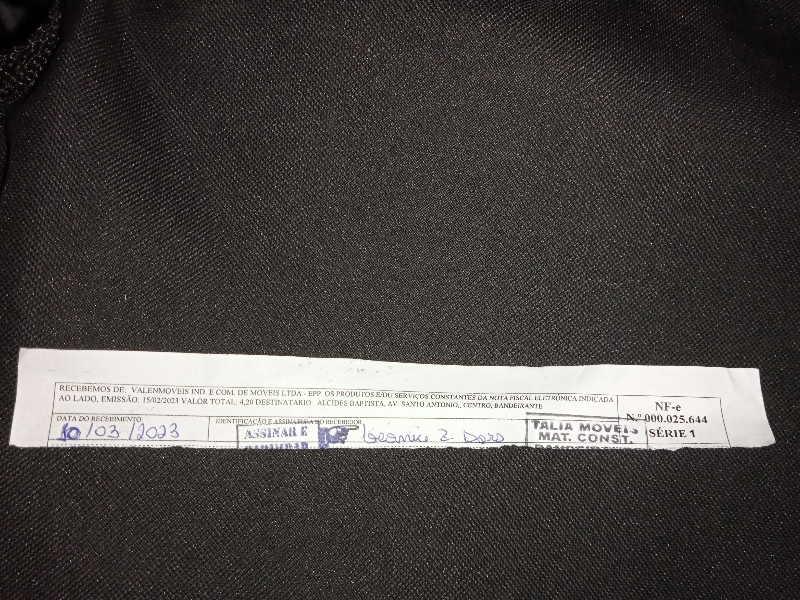 RECEBEMOS DE: VALENMOVEIS IND. E COM. DE MOVEIS LTDA - EPP OS PRODUTOS E/OU SERVIÇOS CONSTANTES DA NOTA FISCAL ELETRÔNICA INDICADA
AO LADO, EMISSÃO: 15/02/2023 VALOR TOTAL: 4,20 DESTINATARIO: ALCIDES BAPTISTA, AV: SANTO ANTONIO,, CENTRO, BANDEIRANTE
NF-e
N.º 000.025.644
SÉRIE 1
DATA DO RECEBIMENTO:
10/03/2023
IDENTIFICAÇÃO E ASSINATURA DO RECEBEDOR
ASSINAR E
TALIA MOVEIS
MAT. CONST.